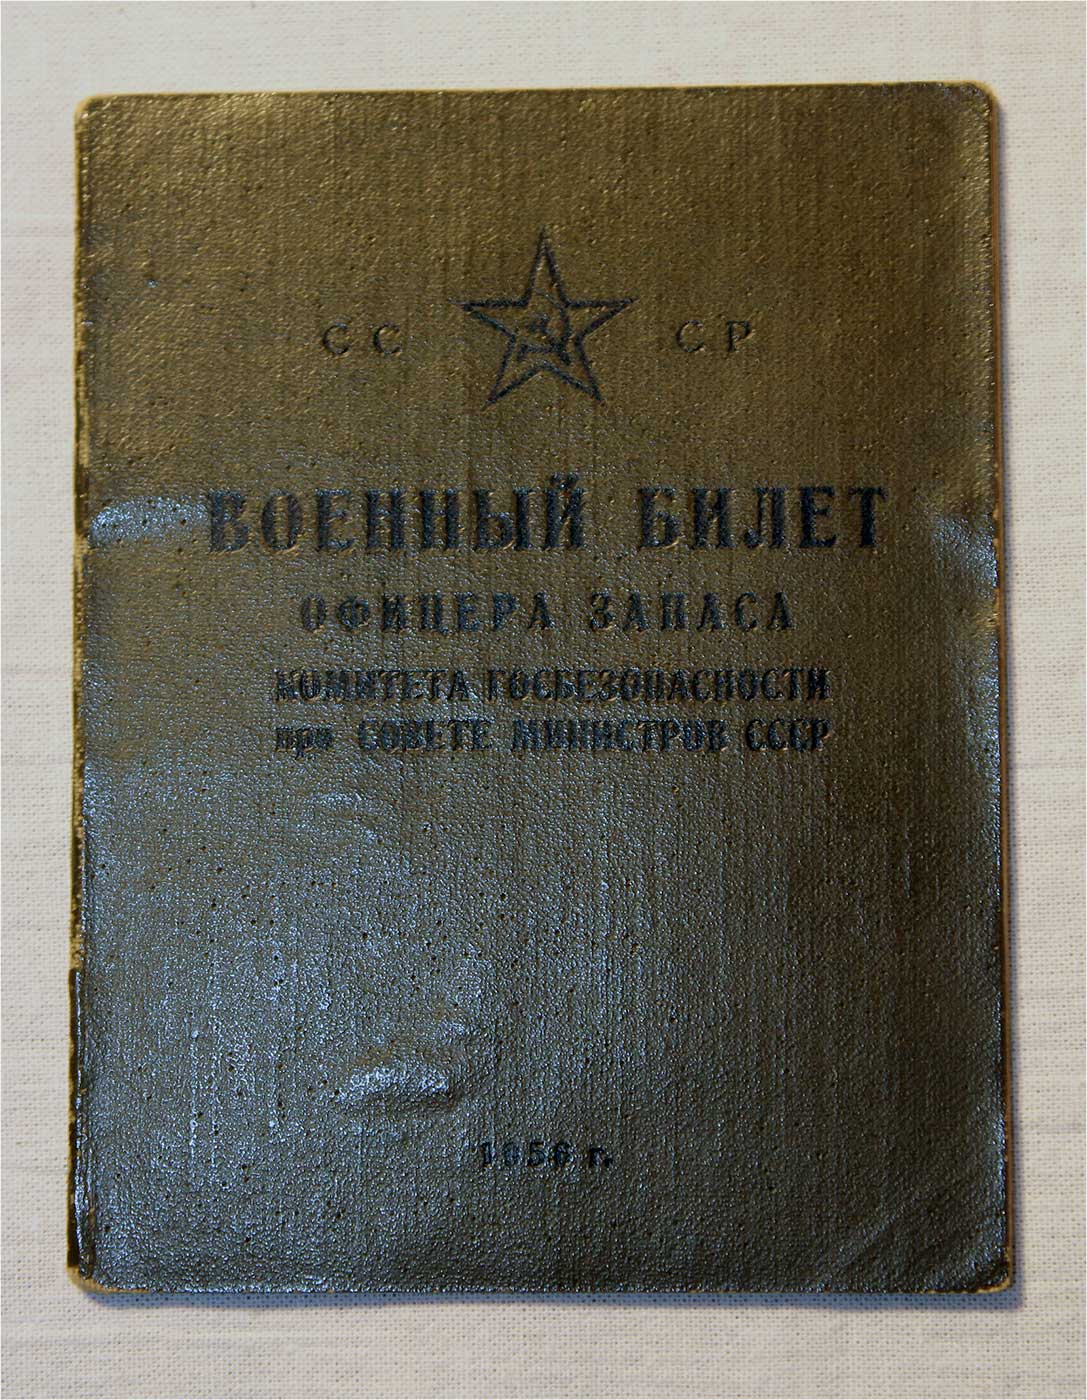 СС СР
ВОЕННЫЙ БИЛЕТ
ОФИЦЕРА ЗАПАСА
КОМИТЕТА ГОСБЕЗОПАСНОСТИ
при СОВЕТЕ МИНИСТРОВ СССР
1956 г.